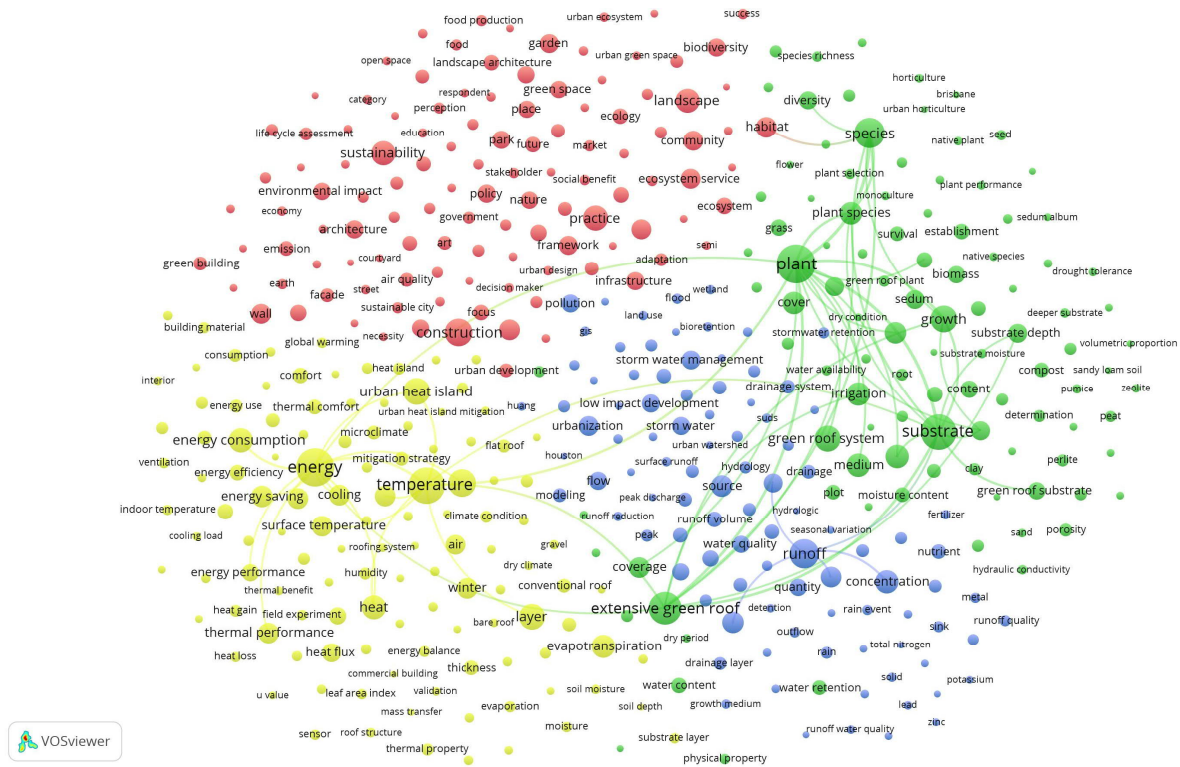 food production
urban ecosystem
success
food
garden
biodiversity
open space
landscape architecture
urban green space
species richness
horticulture
category
respondent
green space
brisbane
perception
place
landscape
diversity
urban horticulture
life cycle assessment
education
ecology
habitat
species
native plant
seed
sustainability
park
future
market
community
stakeholder
social benefit
ecosystem service
flower
plant selection
environmental impact
policy
nature
monoculture
plant performance
economy
government
practice
ecosystem
plant species
sedum album
architecture
grass
survival
establishment
emission
art
framework
semi
courtyard
adaptation
native species
green building
urban design
plant
biomass
drought tolerance
earth
air quality
infrastructure
green roof plant
street
decision maker
wetland
facade
sustainable city
pollution
flood
cover
sedum
deeper substrate
wall
focus
land use
dry condition
growth
building material
necessity
construction
gis
bioretention
stormwater retention
substrate depth
global warming
volumetric proportion
consumption
storm water management
substrate moisture
heat island
urban development
water availability
root
compost
sandy loam soil
interior
comfort
urban heat island
drainage system
irrigation
content
pumice
zeolite
energy use
thermal comfort
urban heat island mitigation
huang
low impact development
suds
determination
peat
energy consumption
microclimate
urbanization
storm water
green roof system
substrate
flat roof
urban watershed
ventilation
mitigation strategy
houston
surface runoff
hydrology
medium
clay
perlite
energy efficiency
energy
drainage
temperature
flow
source
plot
green roof substrate
energy saving
cooling
modeling
peak discharge
moisture content
indoor temperature
climate condition
runoff reduction
hydrologic
fertilizer
surface temperature
runoff volume
seasonal variation
sand
porosity
cooling load
roofing system
air
gravel
peak
water quality
runoff
nutrient
energy performance
humidity
dry climate
coverage
hydraulic conductivity
thermal benefit
winter
conventional roof
quantity
concentration
heat gain
field experiment
heat
layer
extensive green roof
detention
rain event
metal
thermal performance
bare roof
outflow
sink
runoff quality
heat loss
heat flux
energy balance
evapotranspiration
dry period
rain
total nitrogen
commercial building
thickness
drainage layer
solid
potassium
u value
leaf area index
validation
soil moisture
water content
water retention
mass transfer
evaporation
soil depth
growth medium
lead
sensor
roof structure
moisture
substrate layer
runoff water quality
zinc
thermal property
physical property
VOSviewer